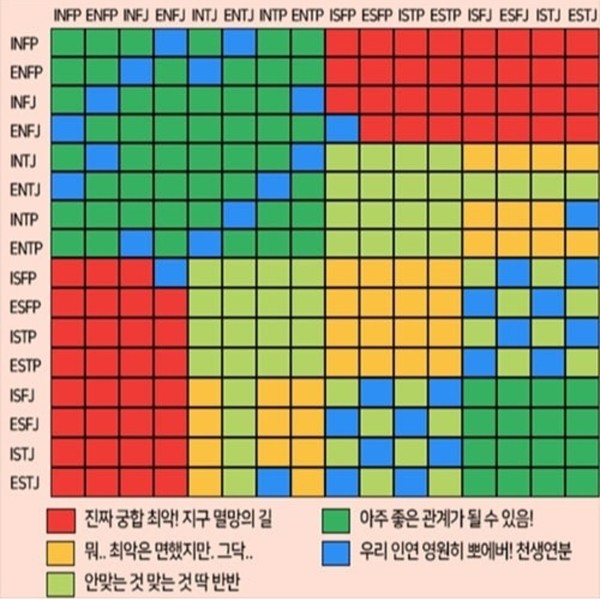 INFP ENFP INFJ ENFJ INTJ ENTJ INTP ENTP ISFP ESFP ISTP ESTP ISFJ ESFJ ISTJ ESTJ
INFP
ENFP
INFJ
ENFJ
INTJ
ENTJ
INTP
ENTP
ISFP
ESFP
ISTP
ESTP
ISFJ
ESFJ
ISTJ
ESTJ
진짜 궁합 최악! 지구 멸망의 길
아주 좋은 관계가 될 수 있음!
뭐.. 최악은 면했지만. 그닥..
우리 인연 영원히 뽀에버! 천생연분
안맞는 것 맞는 것 딱 반반